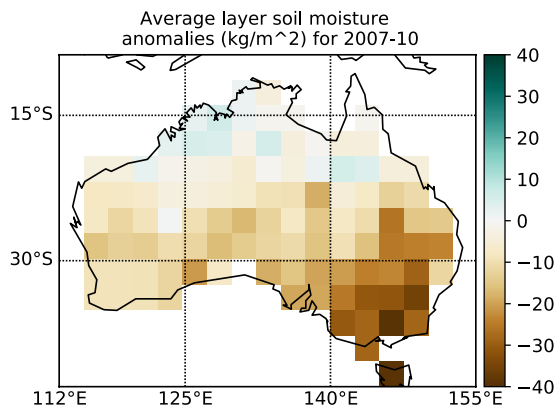 Average layer soil moisture
anomalies (kg/m^2) for 2007-10
40
30
20
10
0
−10
−20
−30
−40
15°S
30°S
112°E 125°E 140°E 155°E